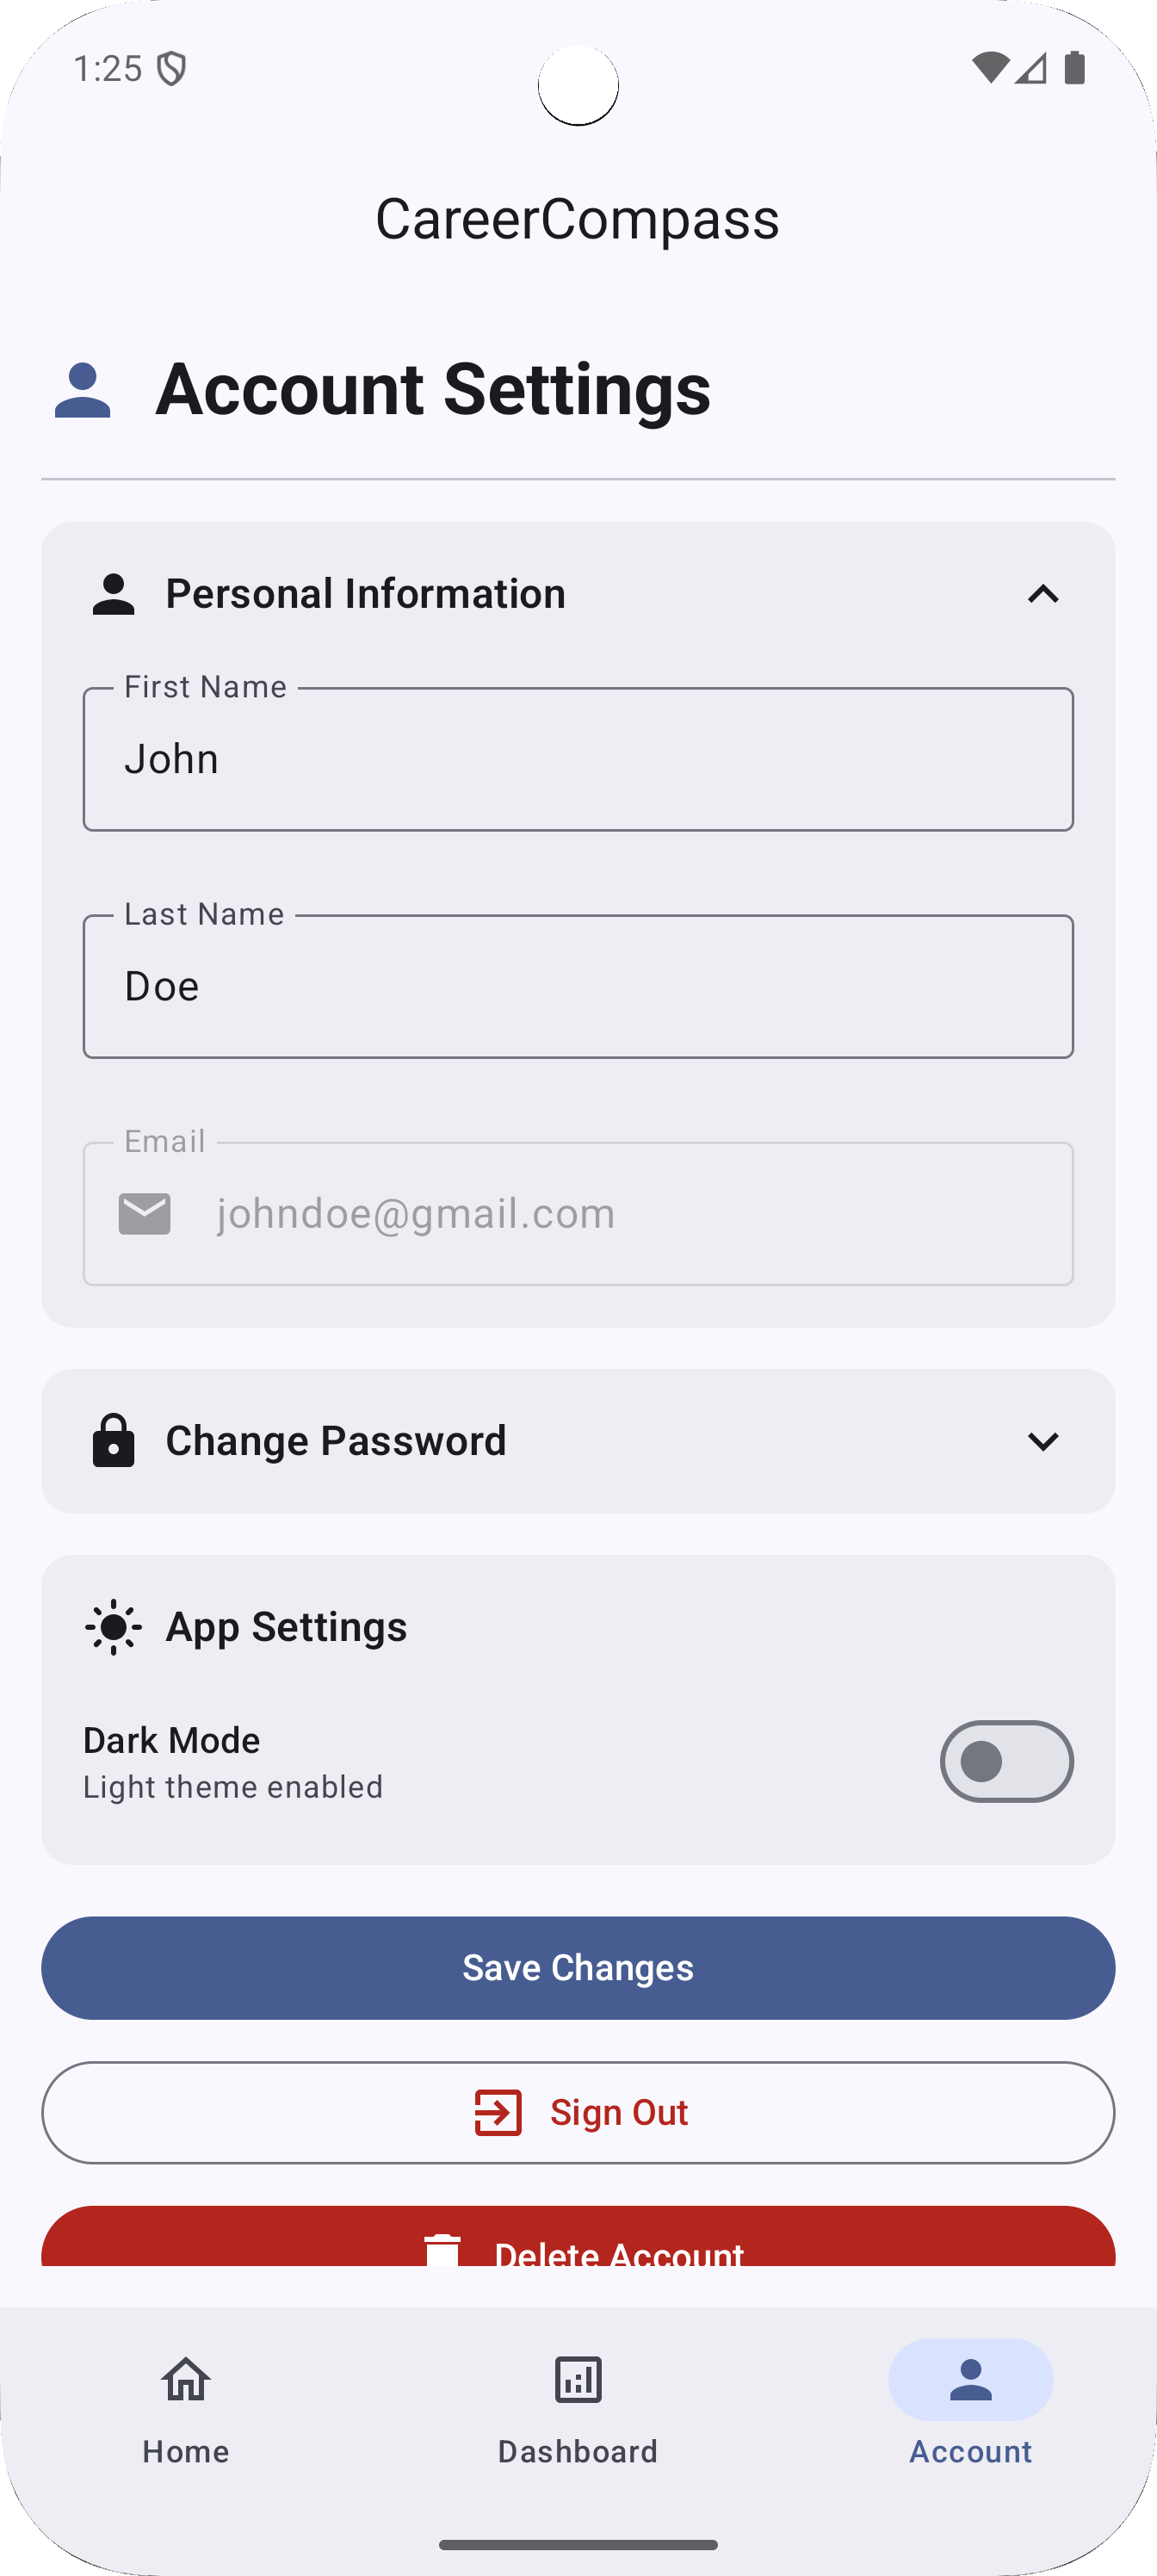 1:25
CareerCompass
Account Settings
Personal Information
First Name
John
Last Name
Doe
Email
johndoe@gmail.com
Change Password
App Settings
Dark Mode
Light theme enabled
Save Changes
Sign Out
Delete Account
Home
Dashboard
Account